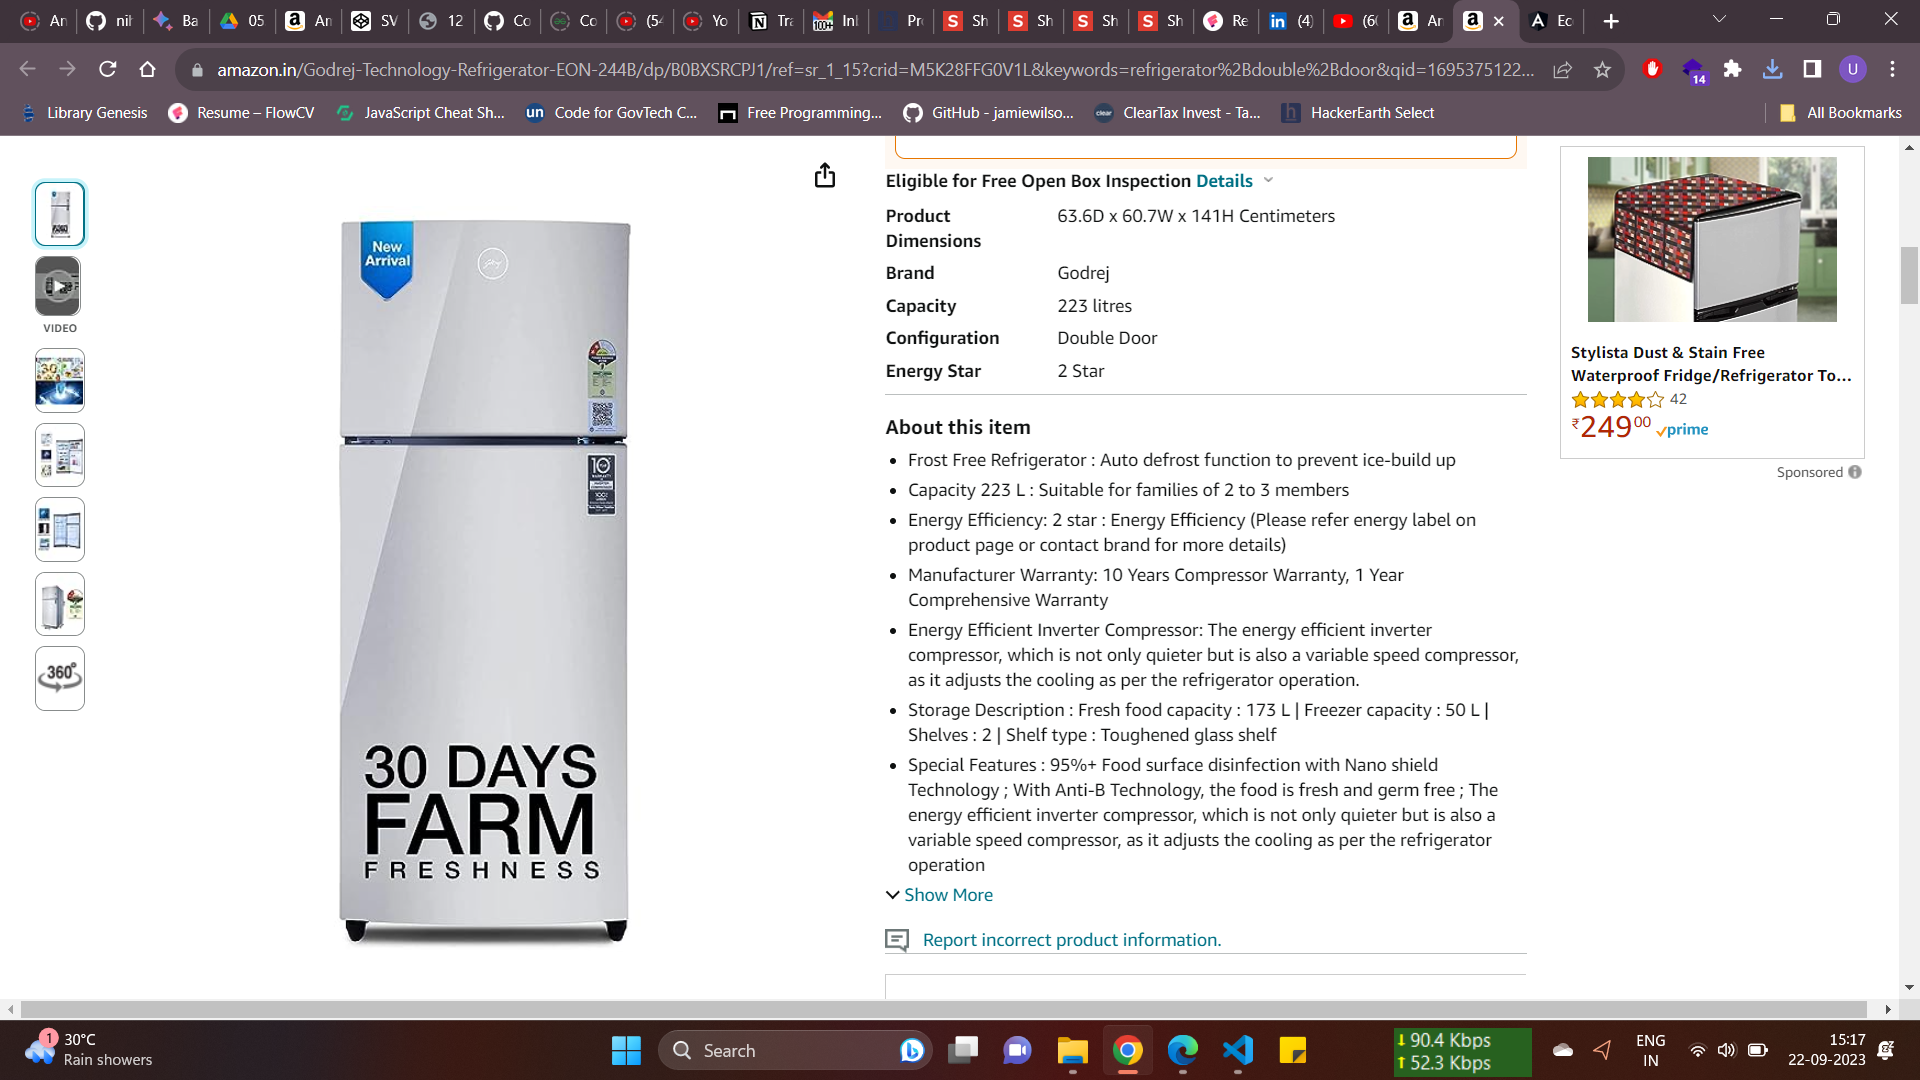 An
nih
Ba
05
An
SV
12
Co
Co
(54
Yo
Tra
Inl
Pr
Sh
Sh
Sh
Sh
Re
(4)
(60
An
Ec
amazon.in/Godrej-Technology-Refrigerator-EON-244B/dp/B0BXSRCPJ1/ref=sr_1_15?crid=M5K28FFG0V1L&keywords=refrigerator%2Bdouble%2Bdoor&qid=1695375122...
14
U
Library Genesis
Resume – FlowCV
JavaScript Cheat Sh...
un
Code for GovTech C...
Free Programming...
GitHub - jamiewilso...
clear
ClearTax Invest - Ta...
HackerEarth Select
All Bookmarks
VIDEO
360°
New
Arrival
10
30 DAYS
FARM
FRESHNESS
Eligible for Free Open Box Inspection Details
Product Dimensions 63.6D x 60.7W x 141H Centimeters
Brand Godrej
Capacity 223 litres
Configuration Double Door
Energy Star 2 Star
About this item
• Frost Free Refrigerator : Auto defrost function to prevent ice-build up
• Capacity 223 L : Suitable for families of 2 to 3 members
• Energy Efficiency: 2 star : Energy Efficiency (Please refer energy label on
product page or contact brand for more details)
• Manufacturer Warranty: 10 Years Compressor Warranty, 1 Year
Comprehensive Warranty
• Energy Efficient Inverter Compressor: The energy efficient inverter
compressor, which is not only quieter but is also a variable speed compressor,
as it adjusts the cooling as per the refrigerator operation.
• Storage Description : Fresh food capacity : 173 L | Freezer capacity : 50 L |
Shelves : 2 | Shelf type : Toughened glass shelf
• Special Features : 95%+ Food surface disinfection with Nano shield
Technology ; With Anti-B Technology, the food is fresh and germ free ; The
energy efficient inverter compressor, which is not only quieter but is also a
variable speed compressor, as it adjusts the cooling as per the refrigerator
operation
Show More
Report incorrect product information.
Stylista Dust & Stain Free
Waterproof Fridge/Refrigerator To...
42
₹24900 prime
Sponsored
1
30°C
Rain showers
Search
90.4 Kbps
52.3 Kbps
ENG
IN
15:17
22-09-2023